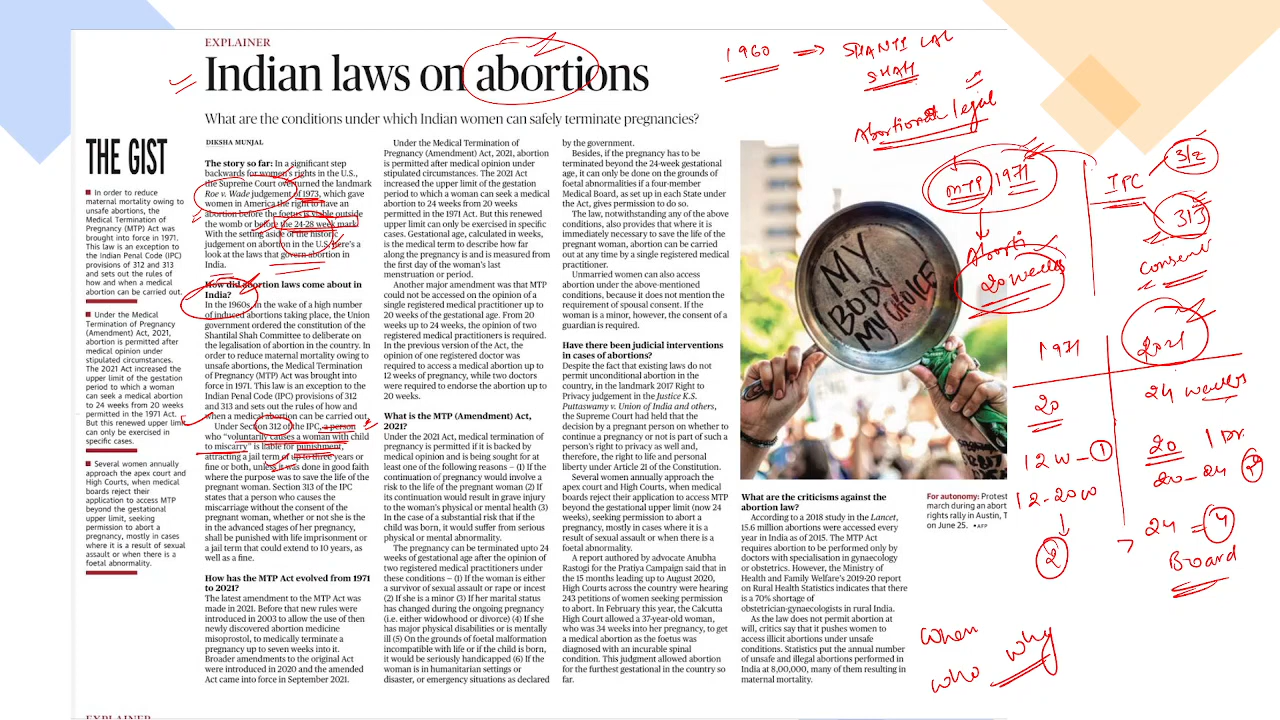 EXPLAINER
Indian laws on abortions
What are the conditions under which Indian women can safely terminate pregnancies?
THE GIST
In order to reduce
maternal mortality owing to
unsafe abortions, the
Medical Termination of
Pregnancy (MTP) Act was
brought into force in 1971.
This law is an exception to
the Indian Penal Code (IPC)
provisions of 312 and 313
and sets out the rules of
how and when a medical
abortion can be carried out.
Under the Medical
Termination of Pregnancy
(Amendment) Act, 2021,
abortion is permitted after
medical opinion under
stipulated circumstances.
The 2021 Act increased the
upper limit of the gestation
period to which a woman
can seek a medical abortion
to 24 weeks from 20 weeks
permitted in the 1971 Act.
But this renewed upper limit
can only be exercised in
specific cases.
Several women annually
approach the apex court and
High Courts, when medical
boards reject their
application to access MTP
beyond the gestational
upper limit, seeking
permission to abort a
pregnancy, mostly in cases
where it is a result of sexual
assault or when there is a
foetal abnormality.
DIKSHA MUNJAL
The story so far: In a significant step
backwards for women's rights in the U.S.,
the Supreme Court overturned the landmark
Roe v. Wade judgement of 1973, which gave
women in America the right to have an
abortion before the foetus is viable outside
the womb or before the 24-28 week mark.
With the setting aside of the historic
judgement on abortion in the U.S. here's a
look at the laws that govern abortion in
India.
How did abortion laws come about in
India?
In the 1960s, in the wake of a high number
of induced abortions taking place, the Union
government ordered the constitution of the
Shantilal Shah Committee to deliberate on
the legalisation of abortion in the country. In
order to reduce maternal mortality owing to
unsafe abortions, the Medical Termination
of Pregnancy (MTP) Act was brought into
force in 1971. This law is an exception to the
Indian Penal Code (IPC) provisions of 312
and 313 and sets out the rules of how and
when a medical abortion can be carried out.
Under Section 312 of the IPC, a person
who "voluntarily causes a woman with child
to miscarry" is liable for punishment,
attracting a jail term of up to three years or
fine or both, unless it was done in good faith
where the purpose was to save the life of the
pregnant woman. Section 313 of the IPC
states that a person who causes the
miscarriage without the consent of the
pregnant woman, whether or not she is in
the advanced stages of her pregnancy,
shall be punished with life imprisonment or
a jail term that could extend to 10 years, as
well as a fine.
How has the MTP Act evolved from 1971
to 2021?
The latest amendment to the MTP Act was
made in 2021. Before that new rules were
introduced in 2003 to allow the use of then
newly discovered abortion medicine
misoprostol, to medically terminate a
pregnancy up to seven weeks into it.
Broader amendments to the original Act
were introduced in 2020 and the amended
Act came into force in September 2021.
Under the Medical Termination of
Pregnancy (Amendment) Act, 2021, abortion
is permitted after medical opinion under
stipulated circumstances. The 2021 Act
increased the upper limit of the gestation
period to which a woman can seek a medical
abortion to 24 weeks from 20 weeks
permitted in the 1971 Act. But this renewed
upper limit can only be exercised in specific
cases. Gestational age, calculated in weeks,
is the medical term to describe how far
along the pregnancy is and is measured from
the first day of the woman's last
menstruation or period.
Another major amendment was that MTP
could not be accessed on the opinion of a
single registered medical practitioner up to
20 weeks of the gestational age. From 20
weeks up to 24 weeks, the opinion of two
registered medical practitioners is required.
In the previous version of the Act, the
opinion of one registered doctor was
required to access a medical abortion up to
12 weeks of pregnancy, while two doctors
were required to endorse the abortion up to
20 weeks.
What is the MTP (Amendment) Act,
2021?
Under the 2021 Act, medical termination of
pregnancy is permitted if it is backed by
medical opinion and is being sought for at
least one of the following reasons – (1) If the
continuation of pregnancy would involve a
risk to the life of the pregnant woman (2) If
its continuation would result in grave injury
to the woman's physical or mental health (3)
In the case of a substantial risk that if the
child was born, it would suffer from serious
physical or mental abnormality.
The pregnancy can be terminated upto 24
weeks of gestational age after the opinion of
two registered medical practitioners under
these conditions – (1) If the woman is either
a survivor of sexual assault or rape or incest
(2) If she is a minor (3) If her marital status
has changed during the ongoing pregnancy
(i.e. either widowhood or divorce) (4) If she
has major physical disabilities or is mentally
ill (5) On the grounds of foetal malformation
incompatible with life or if the child is born,
it would be seriously handicapped (6) If the
woman is in humanitarian settings or
disaster, or emergency situations as declared
by the government.
Besides, if the pregnancy has to be
terminated beyond the 24-week gestational
age, it can only be done on the grounds of
foetal abnormalities if a four-member
Medical Board, as set up in each State under
the Act, gives permission to do so.
The law, notwithstanding any of the above
conditions, also provides that where it is
immediately necessary to save the life of the
pregnant woman, abortion can be carried
out at any time by a single registered medical
practitioner.
Unmarried women can also access
abortion under the above-mentioned
conditions, because it does not mention the
requirement of spousal consent. If the
woman is a minor, however, the consent of a
guardian is required.
Have there been judicial interventions
in cases of abortions?
Despite the fact that existing laws do not
permit unconditional abortion in the
country, in the landmark 2017 Right to
Privacy judgement in the Justice K.S.
Puttaswamy v. Union of India and others,
the Supreme Court had held that the
decision by a pregnant person on whether to
continue a pregnancy or not is part of such
a person's right to privacy as well and,
therefore, the right to life and personal
liberty under Article 21 of the Constitution.
Several women annually approach the
apex court and High Courts, when medical
boards reject their application to access MTP
beyond the gestational upper limit (now 24
weeks), seeking permission to abort a
pregnancy, mostly in cases where it is a
result of sexual assault or when there is a
foetal abnormality.
A report authored by advocate Anubha
Rastogi for the Pratiya Campaign said that in
the 15 months leading up to August 2020,
High Courts across the country were hearing
243 petitions of women seeking permission
to abort. In February this year, the Calcutta
High Court allowed a 37-year-old woman,
who was 34 weeks into her pregnancy, to get
a medical abortion as the foetus was
diagnosed with an incurable spinal
condition. This judgment allowed abortion
for the furthest gestational in the country so
far.
MY
BODY
MY CHOICE
What are the criticisms against the
abortion law?
According to a 2018 study in the Lancet,
15.6 million abortions were accessed every
year in India as of 2015. The MTP Act
requires abortion to be performed only by
doctors with specialisation in gynaecology
or obstetrics. However, the Ministry of
Health and Family Welfare's 2019-20 report
on Rural Health Statistics indicates that
there is a 70% shortage of
obstetrician-gynaecologists in rural India.
As the law does not permit abortion at
will, critics say that it pushes women to
access illicit abortions under unsafe
conditions. Statistics put the annual number
of unsafe and illegal abortions performed in
India at 8,00,000, many of them resulting in
maternal mortality.
For autonomy: Protest
march during an abort
rights rally in Austin, T
on June 25. • AFP
1960 ⇒ SHANTI LAL
SHAH
legal
MTP 1971
Aborti
20 weeks
IPC
312
313
Consent
1971
2021
20
24 weeks
12 W – 1
20 1 Dr.
12-20 W
20-24 2
2
24 = 4
Board
When
Who Why
EXPLAINER